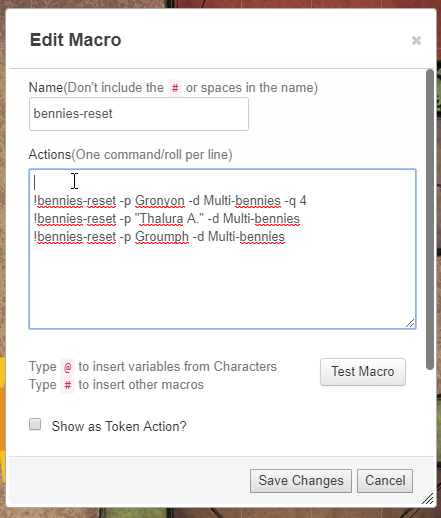 Edit Macro
×
Name(Don't include the # or spaces in the name)
bennies-reset
Actions(One command/roll per line)
!bennies-reset -p Gronyon -d Multi-bennies -q 4
!bennies-reset -p "Thalura A." -d Multi-bennies
!bennies-reset -p Groumph -d Multi-bennies
Type @ to insert variables from Characters
Type # to insert other macros
Test Macro
Show as Token Action?
Save Changes
Cancel